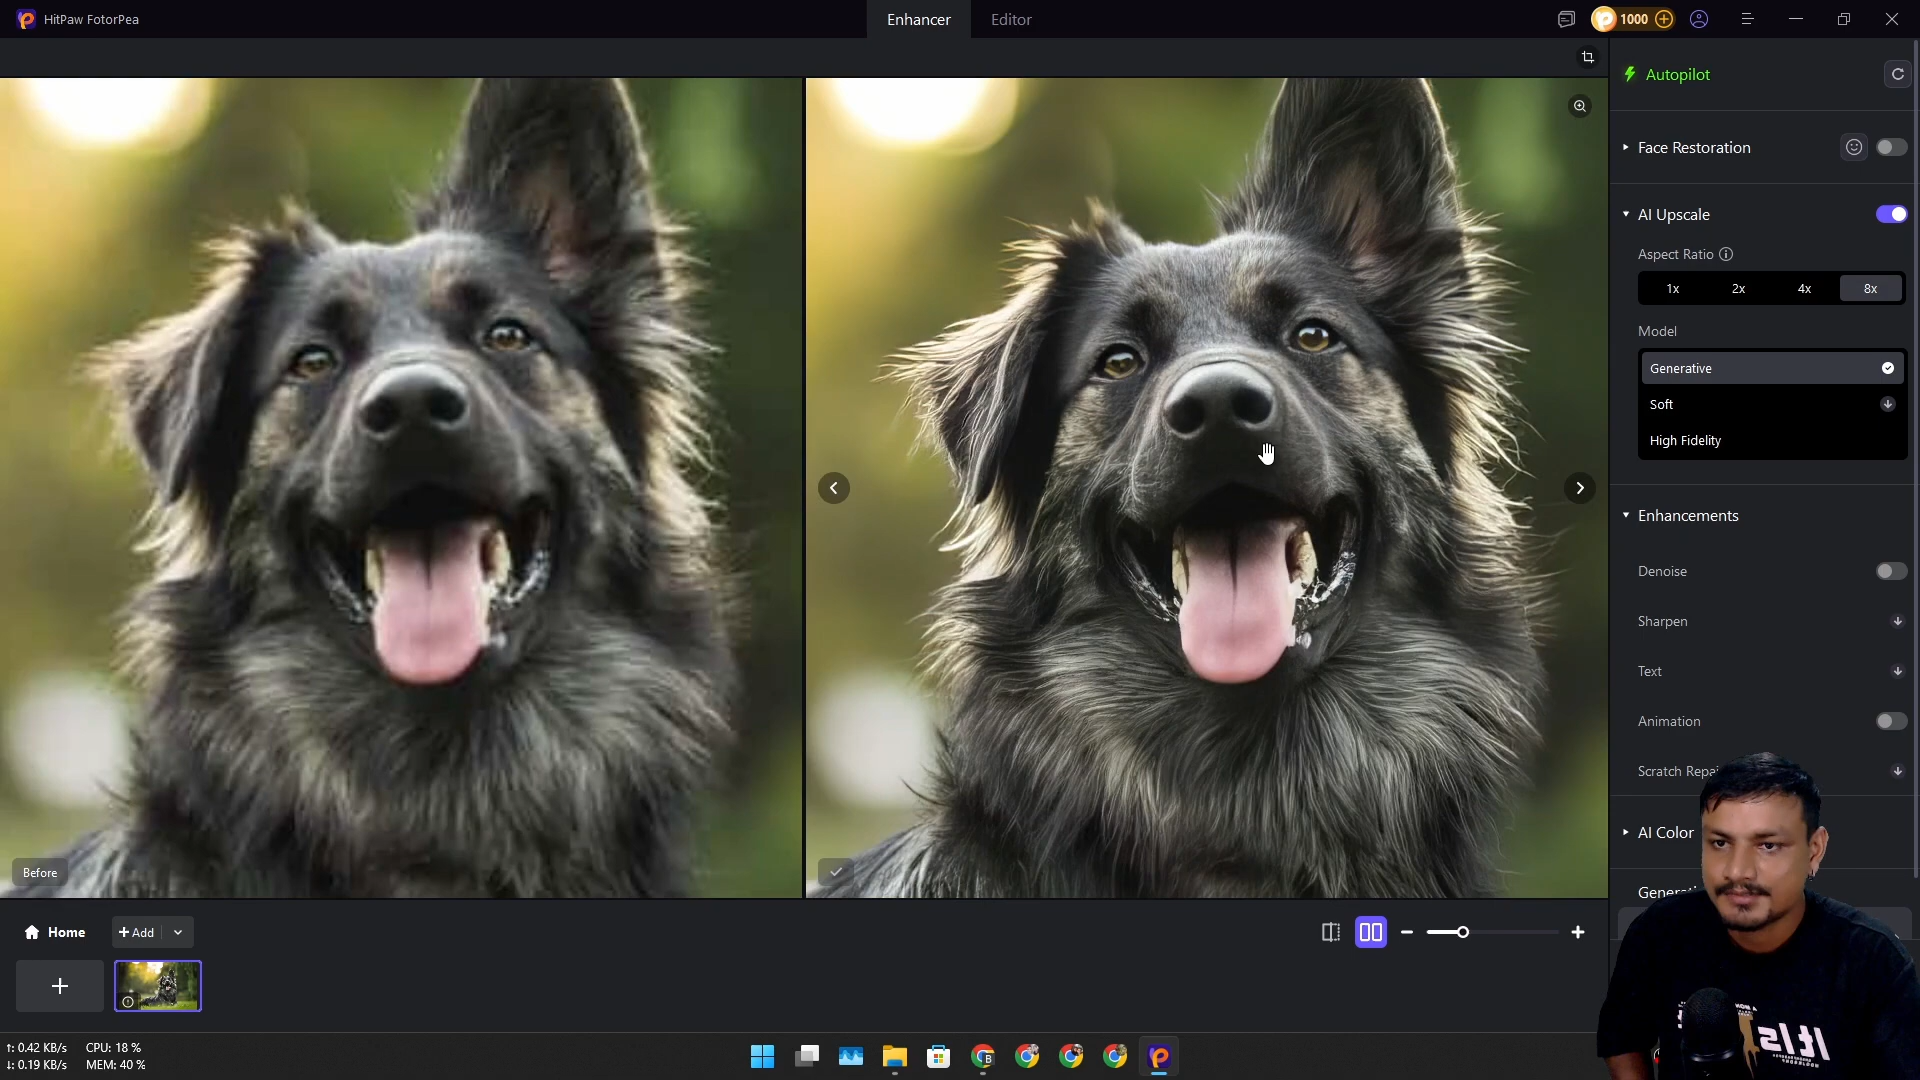 HitPaw FotorPea
Enhancer
Editor
1000
Autopilot
Face Restoration
AI Upscale
Aspect Ratio
1x
2x
4x
8x
Model
Generative
Soft
High Fidelity
Enhancements
Denoise
Sharpen
Text
Animation
Scratch Repai
AI Color
Before
Home
Add
↑: 0.42 KB/s
CPU: 18 %
↓: 0.19 KB/s
MEM: 40 %